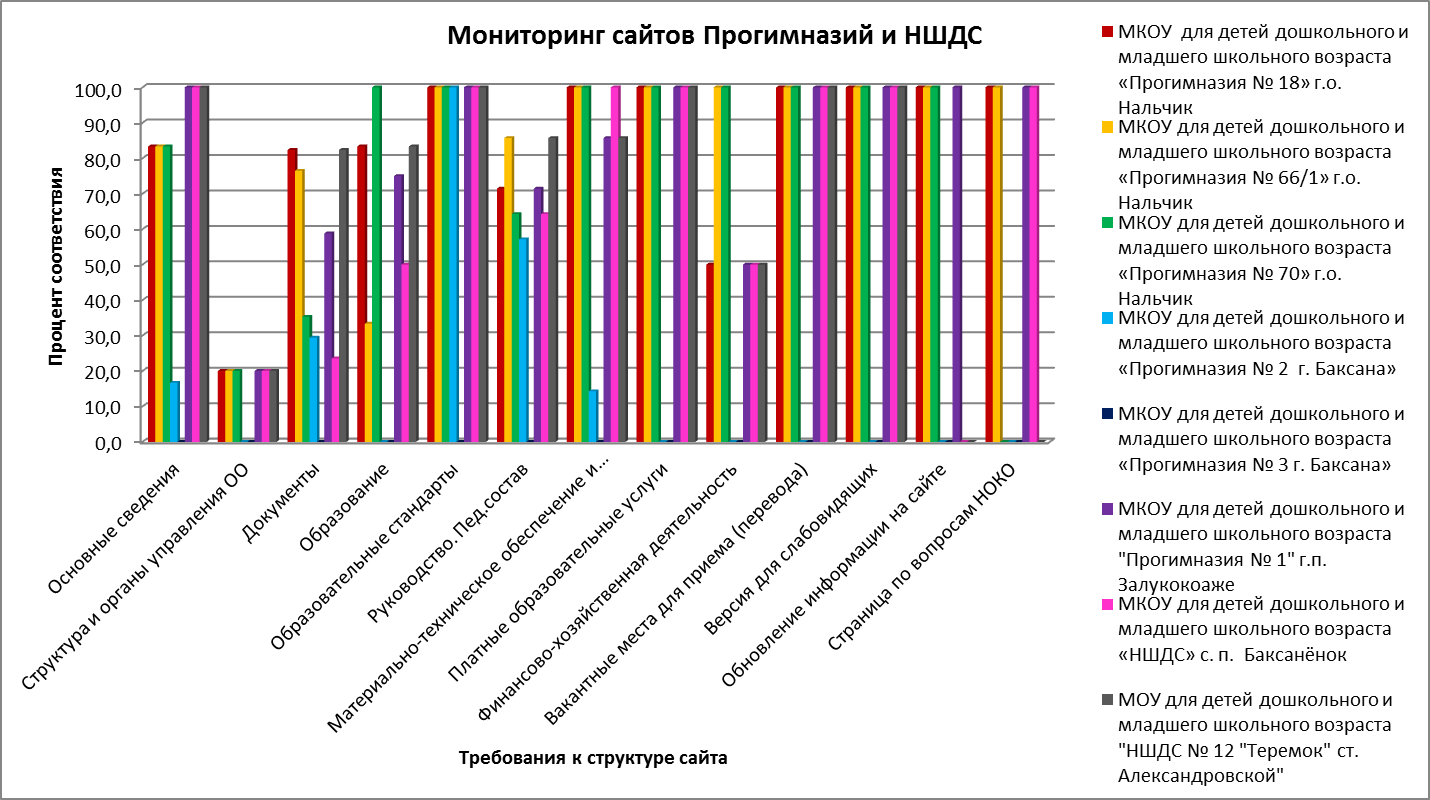 Мониторинг сайтов Прогимназий и НШДС
Процент соответствия
100,0
90,0
80,0
70,0
60,0
50,0
40,0
30,0
20,0
10,0
0,0
Основные сведения
Структура и органы управления ОО
Документы
Образование
Образовательные стандарты
Руководство. Пед.состав
Материально-техническое обеспечение и...
Платные образовательные услуги
Финансово-хозяйственная деятельность
Вакантные места для приема (перевода)
Версия для слабовидящих
Обновление информации на сайте
Страница по вопросам НОКО
Требования к структуре сайта
МКОУ для детей дошкольного и
младшего школьного возраста
«Прогимназия № 18» г.о.
Нальчик
МКОУ для детей дошкольного и
младшего школьного возраста
«Прогимназия № 66/1» г.о.
Нальчик
МКОУ для детей дошкольного и
младшего школьного возраста
«Прогимназия № 70» г.о.
Нальчик
МКОУ для детей дошкольного и
младшего школьного возраста
«Прогимназия № 2 г. Баксана»
МКОУ для детей дошкольного и
младшего школьного возраста
«Прогимназия № 3 г. Баксана»
МКОУ для детей дошкольного и
младшего школьного возраста
"Прогимназия № 1" г.п.
Залукокоаже
МКОУ для детей дошкольного и
младшего школьного возраста
«НШДС» с. п. Баксанёнок
МОУ для детей дошкольного и
младшего школьного возраста
"НШДС № 12 "Теремок" ст.
Александровской"